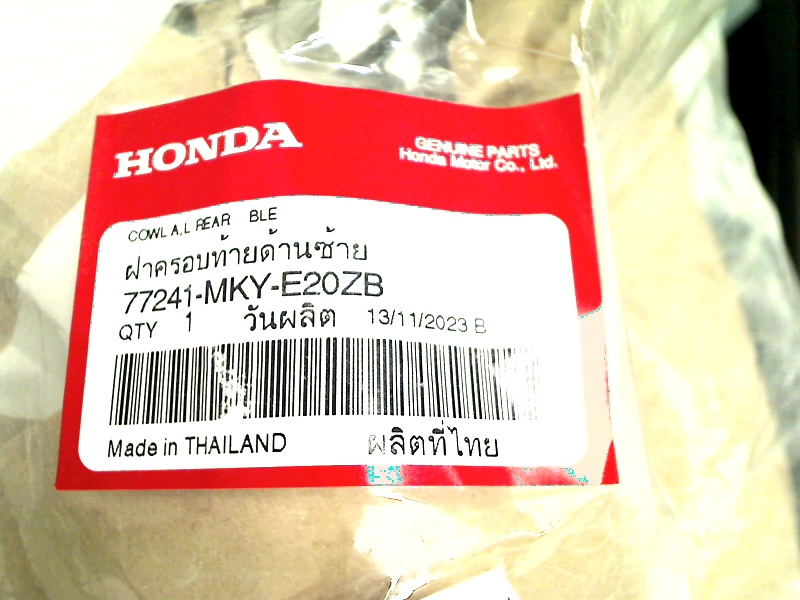 HONDA
GENUINE PARTS
Honda Motor Co., Ltd.
COWL A,L REAR BLE
ฝาครอบท้ายด้านซ้าย
77241-MKY-E20ZB
QTY 1 วันผลิต 13/11/2023 B
Made in THAILAND ผลิตที่ไทย